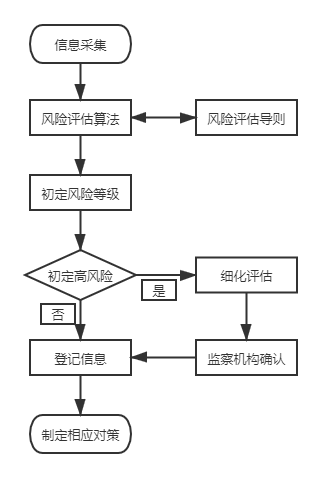 信息采集
风险评估算法
风险评估导则
初定风险等级
初定高风险
细化评估
是
否
登记信息
监察机构确认
制定相应对策